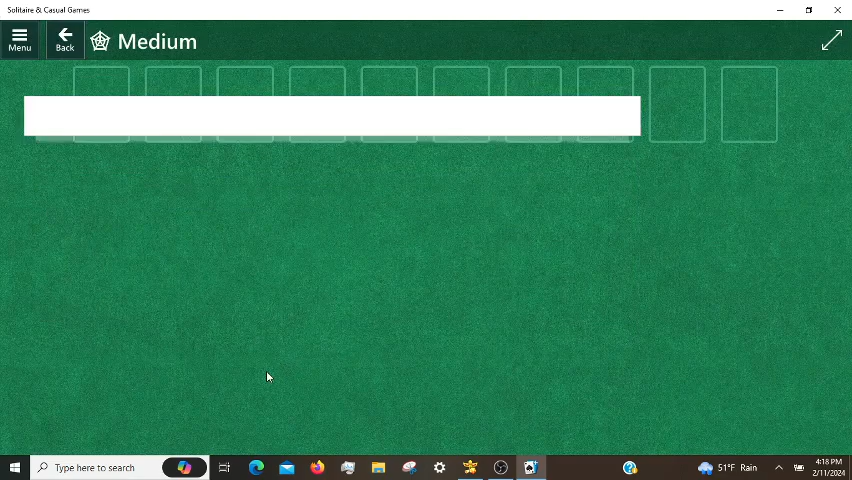 Solitaire & Casual Games
Menu
Back
Medium
Type here to search
51°F Rain
4:18 PM
2/11/2024